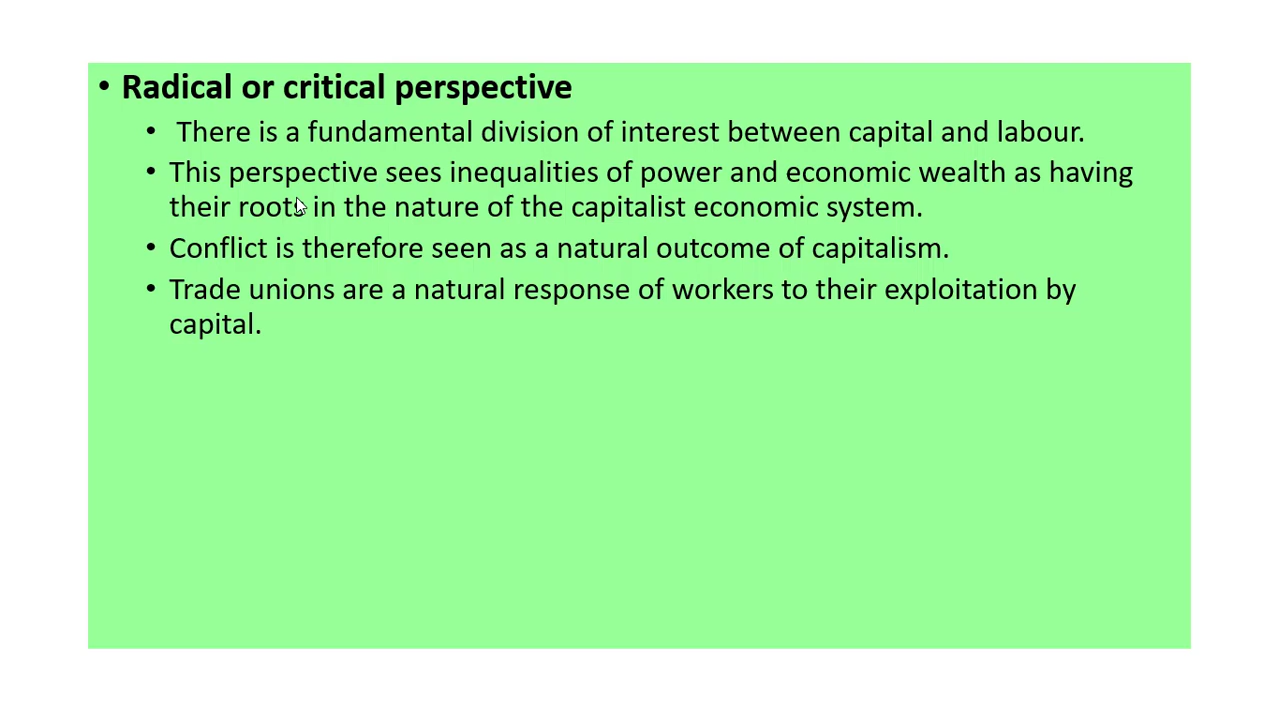 • Radical or critical perspective
• There is a fundamental division of interest between capital and labour.
• This perspective sees inequalities of power and economic wealth as having
their roots in the nature of the capitalist economic system.
• Conflict is therefore seen as a natural outcome of capitalism.
• Trade unions are a natural response of workers to their exploitation by
capital.